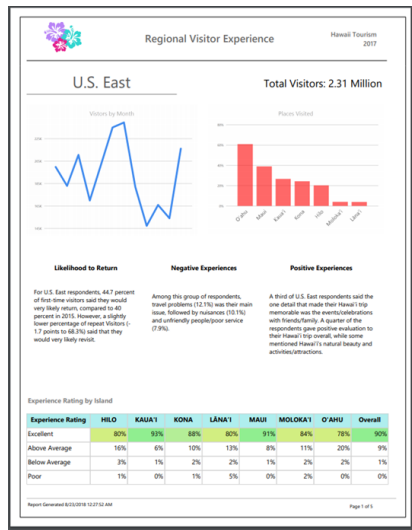 Regional Visitor Experience
Hawaii Tourism
2017
U.S. East
Total Visitors: 2.31 Million
Visitors by Month
Places Visited
80%
60%
40%
20%
0%
O'ahu Maui Kaua'i Kona Hilo Moloka'i Lāna'i
Likelihood to Return
For U.S. East respondents, 44.7 percent
of first-time visitors said they would
very likely return, compared to 40
percent in 2015. However, a slightly
lower percentage of repeat Visitors (-
1.7 points to 68.3%) said that they
would very likely revisit.
Negative Experiences
Among this group of respondents,
travel problems (12.1%) was their main
issue, followed by nuisances (10.1%)
and unfriendly people/poor service
(7.9%).
Positive Experiences
A third of U.S. East respondents said the
one detail that made their Hawai'i trip
memorable was the events/celebrations
with friends/family. A quarter of the
respondents gave positive evaluation to
their Hawai'i trip overall, while some
mentioned Hawai'i's natural beauty and
activities/attractions.
Experience Rating by Island
Experience Rating HILO KAUA'I KONA LĀNA'I MAUI MOLOKA'I O'AHU Overall
Excellent 80% 93% 88% 80% 91% 84% 78% 90%
Above Average 16% 6% 10% 13% 8% 11% 20% 9%
Below Average 3% 1% 2% 2% 1% 2% 2% 1%
Poor 1% 0% 1% 5% 0% 2% 0% 0%
Report Generated 8/23/2018 12:27:52 AM
Page 1 of 5